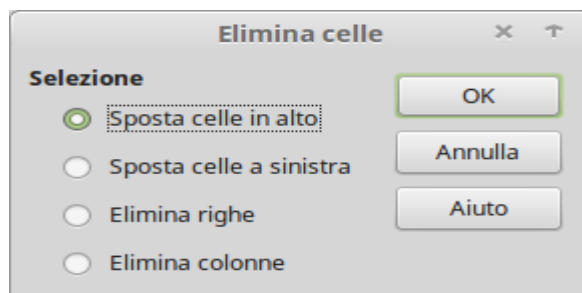 Elimina celle
Selezione
Sposta celle in alto
Sposta celle a sinistra
Elimina righe
Elimina colonne
OK
Annulla
Aiuto